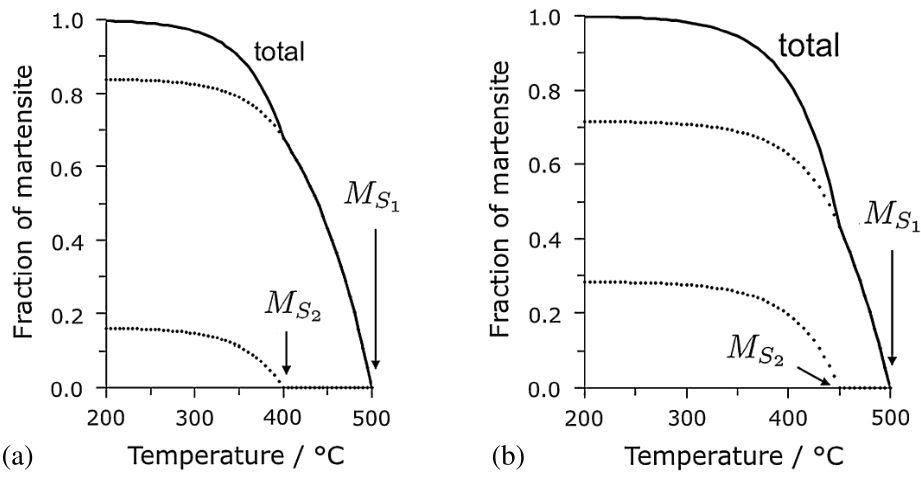 Fraction of martensite
1.0
0.8
0.6
0.4
0.2
0.0
total
M_{S_1}
M_{S_2}
200
300
400
500
(a)
Temperature / °C
Fraction of martensite
1.0
0.8
0.6
0.4
0.2
0.0
total
M_{S_1}
M_{S_2}
200
300
400
500
(b)
Temperature / °C